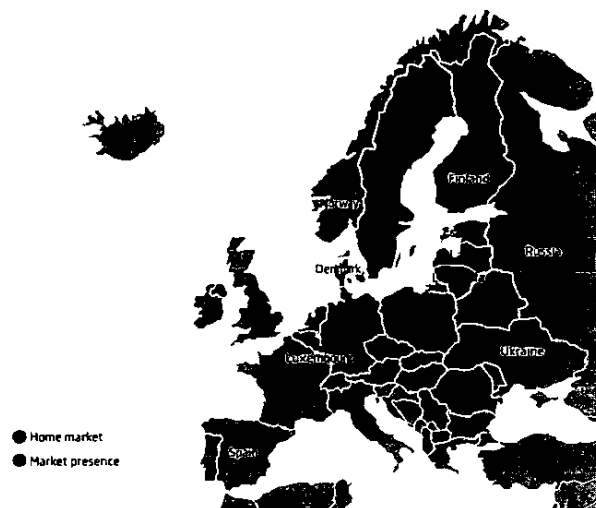 Finland
Norway
Russia
Denmark
Ukraine
Luxembourg
Home market
Spain
Market presence